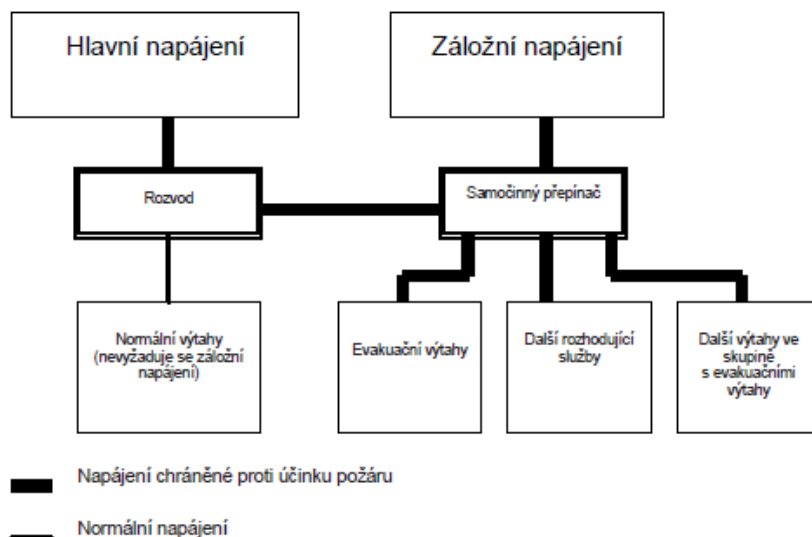 Hlavní napájení
Záložní napájení
Rozvod
Samočinný přepínač
Normální výtahy
(nevyžaduje se záložní
napájení)
Evakuační výtahy
Další rozhodující
služby
Další výtahy ve
skupině
s evakuačními
výtahy
Napájení chráněné proti účinku požáru
Normální napájení